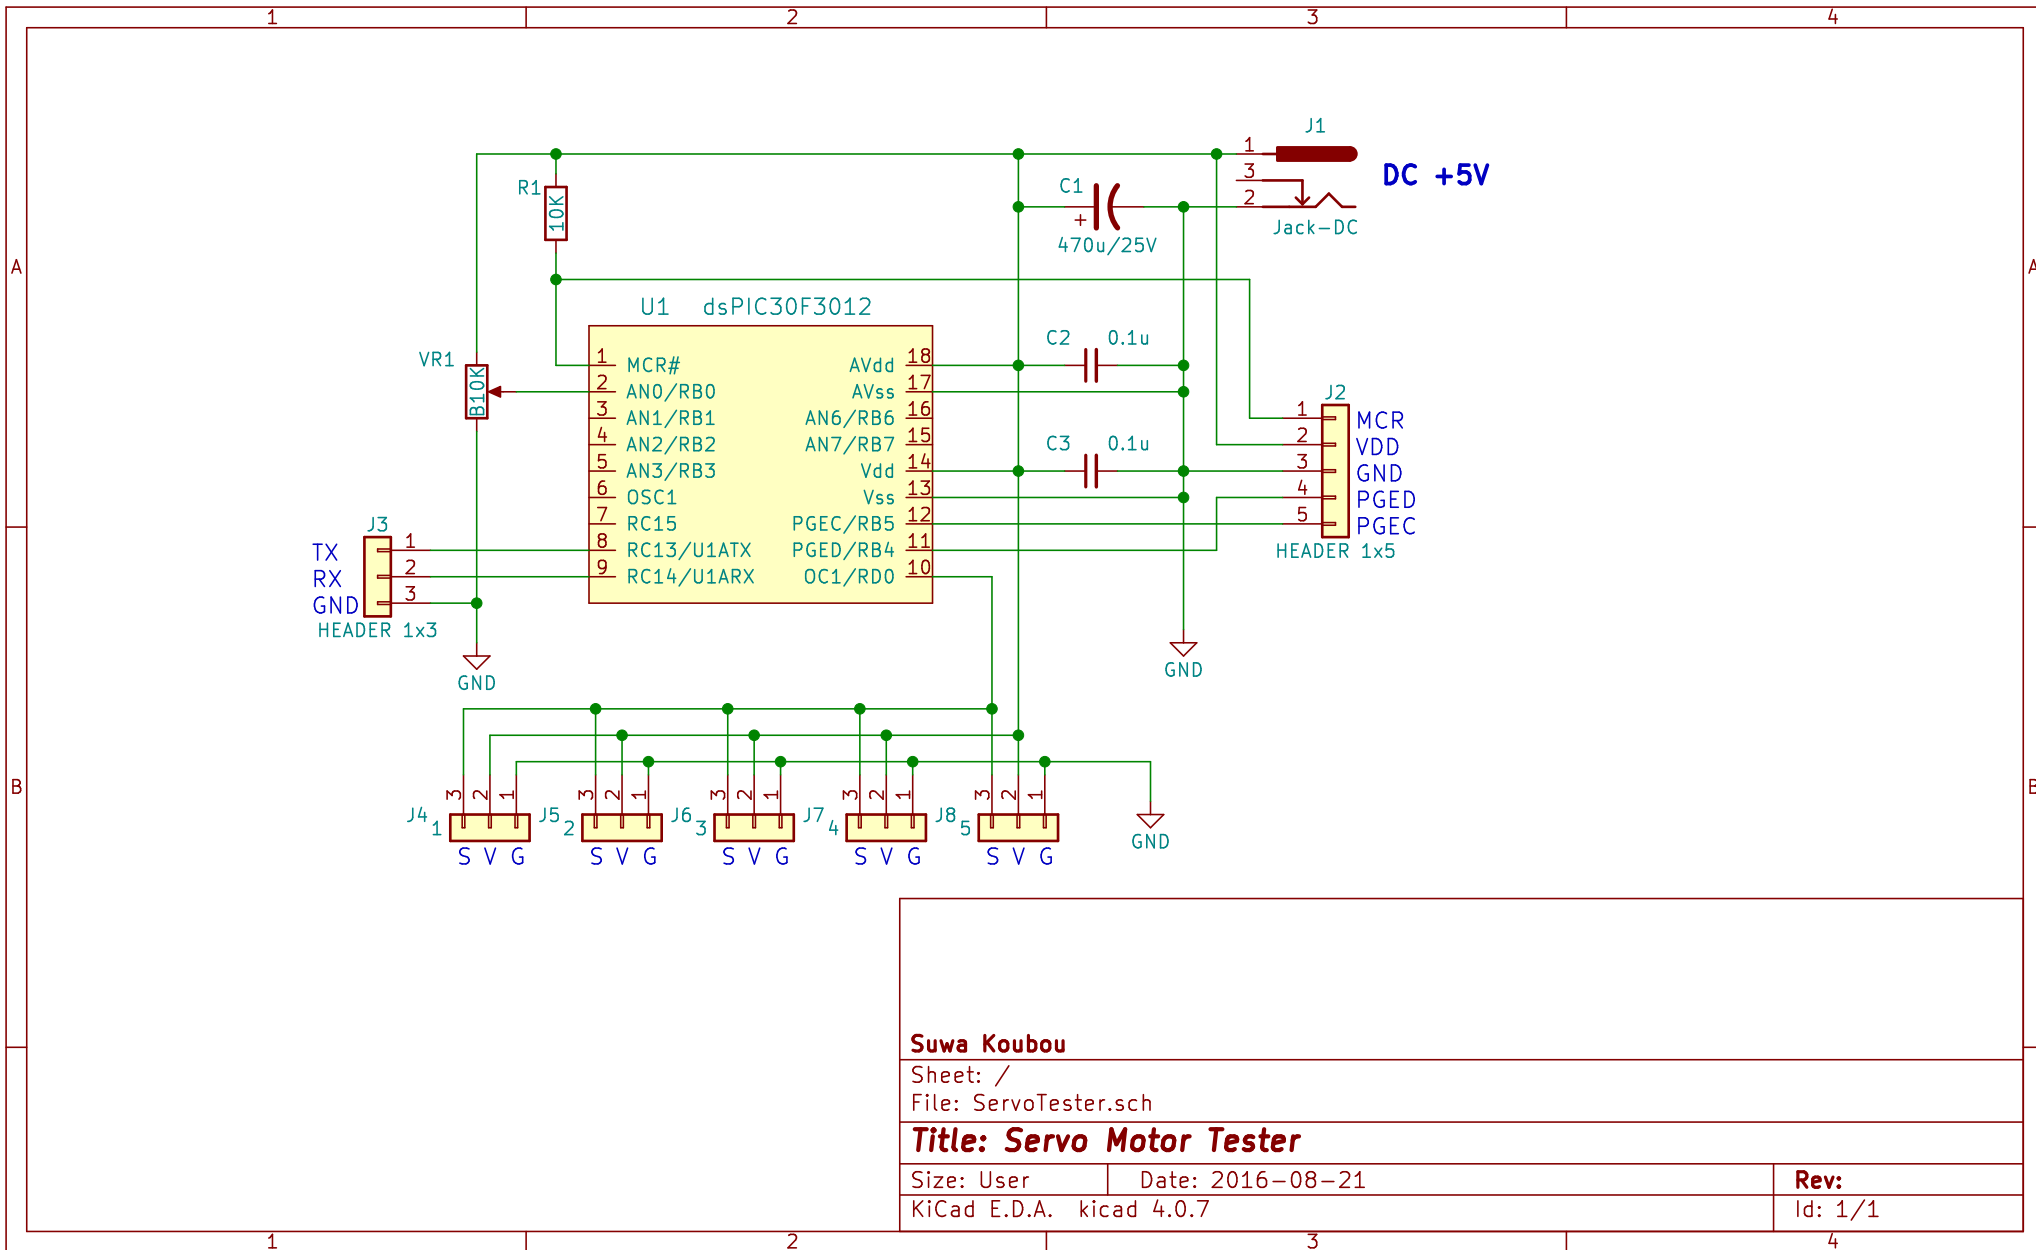 1 2 3 4
J1
1
3
DC +5V
2
Jack-DC
R1
10K
C1
+
470u/25V
A A
U1 dsPIC30F3012
C2 0.1u
VR1
B10K
1 MCR# AVdd 18
2 AN0/RB0 AVss 17
3 AN1/RB1 AN6/RB6 16
4 AN2/RB2 AN7/RB7 15
5 AN3/RB3 Vdd 14
6 OSC1 Vss 13
7 RC15 PGEC/RB5 12
8 RC13/U1ATX PGED/RB4 11
9 RC14/U1ARX OC1/RD0 10
C3 0.1u
J2
1 MCR
2 VDD
3 GND
4 PGED
5 PGEC
HEADER 1x5
J3
TX 1
RX 2
GND 3
HEADER 1x3
GND
GND
B B
3 2 1 3 2 1 3 2 1 3 2 1 3 2 1
J4 J5 J6 J7 J8
1 2 3 4 5
GND
S V G S V G S V G S V G S V G
Suwa Koubou
Sheet: /
File: ServoTester.sch
Title: Servo Motor Tester
Size: User Date: 2016-08-21 Rev:
KiCad E.D.A. kicad 4.0.7 Id: 1/1
1 2 3 4